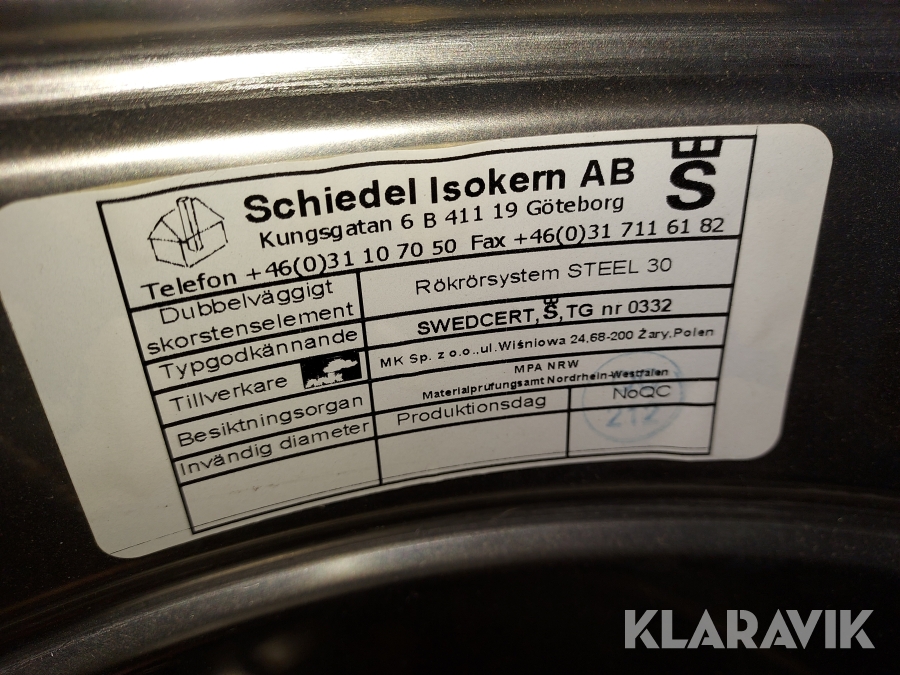 Schiedel Isokern AB
Kungsgatan 6 B 411 19 Göteborg
Telefon +46(0)31 10 70 50 Fax +46(0)31 711 61 82
Dubbelväggigt skorstenselement
Rökrörsystem STEEL 30
Typgodkännande
SWEDCERT, S, TG nr 0332
Tillverkare
MK Sp. z o.o.,ul.Wiśniowa 24,68-200 Żary,Polen
Besiktningsorgan
MPA NRW
Materialprüfungsamt Nordrhein-Westfalen
Invändig diameter
Produktionsdag
NoQC
212
KLARAVIK